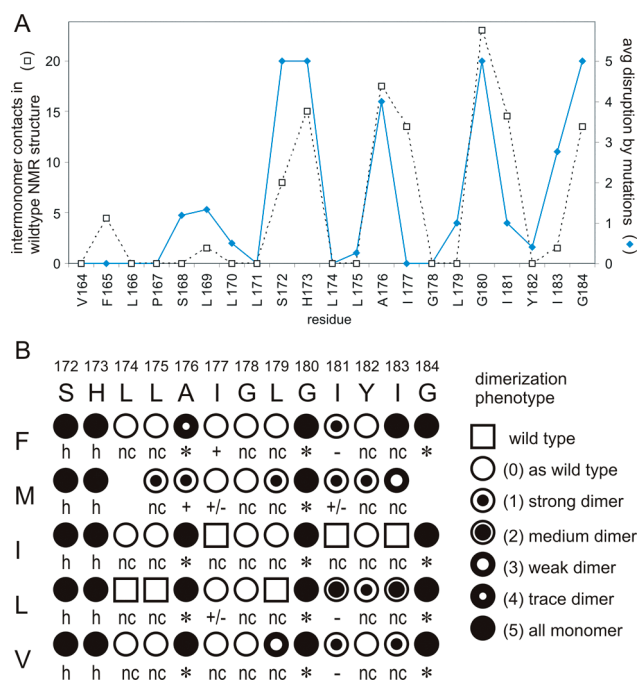 A
intermonomer contacts in (□)
wildtype NMR structure
20
15
10
5
0
5
4
3
2
1
0
avg disruption by mutations (◆)
V164 F165 L166 P167 S168 L169 L170 L171 S172 H173 L174 L175 A176 I177 G178 L179 G180 I181 Y182 I183 G184
residue
B
172 173 174 175 176 177 178 179 180 181 182 183 184
S H L L A I G L G I Y I G
F
h h nc nc * + nc nc * - nc nc *
M
h h nc + +/- nc nc * +/- nc nc
I
h h nc nc * nc nc * nc *
L
h h nc nc * +/- nc nc * - nc nc *
V
h h nc nc * nc nc nc * - nc nc *
dimerization
phenotype
wild type
(0) as wild type
(1) strong dimer
(2) medium dimer
(3) weak dimer
(4) trace dimer
(5) all monomer